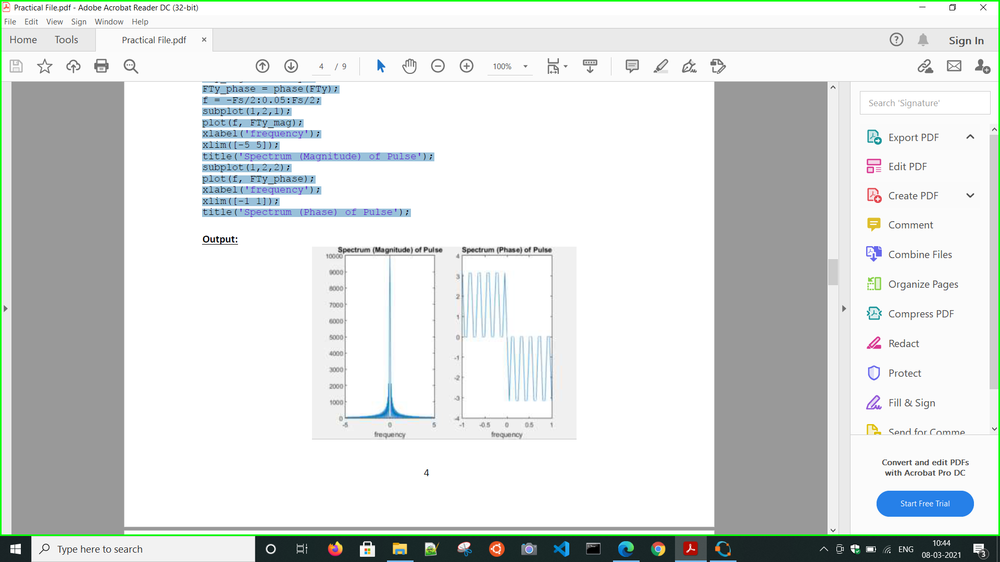 Practical File.pdf - Adobe Acrobat Reader DC (32-bit)
File Edit View Sign Window Help
Home Tools Practical File.pdf × Sign In
4 / 9 100%
FTy_phase = phase(FTy);
f = -Fs/2:0.05:Fs/2;
subplot(1,2,1);
plot(f, FTy_mag);
xlabel('frequency');
xlim([-5 5]);
title('Spectrum (Magnitude) of Pulse');
subplot(1,2,2);
plot(f, FTy_phase);
xlabel('frequency');
xlim([-1 1]);
title('Spectrum (Phase) of Pulse');
Output:
Spectrum (Magnitude) of Pulse
10000
9000
8000
7000
6000
5000
4000
3000
2000
1000
0
-5 0 5
frequency
Spectrum (Phase) of Pulse
4
3
2
1
0
-1
-2
-3
-4
-1 -0.5 0 0.5 1
frequency
4
Search 'Signature'
Export PDF
Edit PDF
Create PDF
Comment
Combine Files
Organize Pages
Compress PDF
Redact
Protect
Fill & Sign
Send for Comme
Convert and edit PDFs
with Acrobat Pro DC
Start Free Trial
Type here to search
ENG
10:44
08-03-2021
3